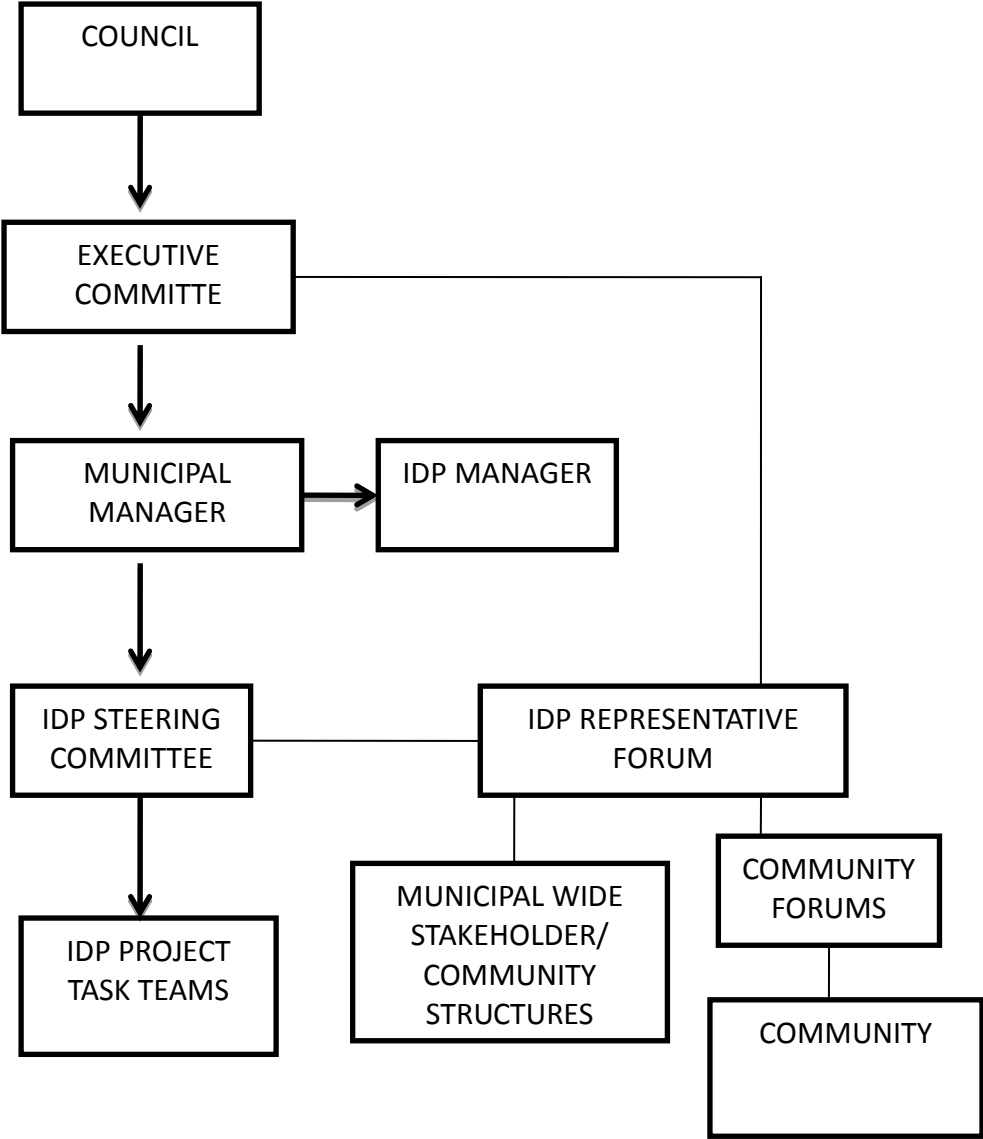 COUNCIL
EXECUTIVE
COMMITTE
MUNICIPAL
MANAGER
IDP MANAGER
IDP STEERING
COMMITTEE
IDP REPRESENTATIVE
FORUM
IDP PROJECT
TASK TEAMS
MUNICIPAL WIDE
STAKEHOLDER/
COMMUNITY
STRUCTURES
COMMUNITY
FORUMS
COMMUNITY